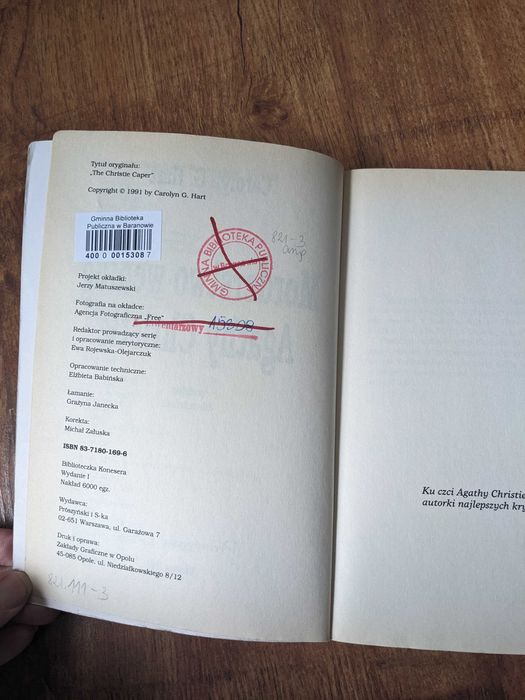 Tytuł oryginału:
„The Christie Caper"
Copyright © 1991 by Carolyn G. Hart
Gminna Biblioteka
Publiczna w Baranowie
400 0 0015308 7
GMINNA BIBLIOTEKA PUBLICZNA
821-3
ang
Projekt okładki:
Jerzy Matuszewski
Fotografia na okładce:
Agencja Fotograficzna „Free"
15308
Redaktor prowadzący serię
i opracowanie merytoryczne:
Ewa Rojewska-Olejarczuk
Opracowanie techniczne:
Elżbieta Babińska
Łamanie:
Grażyna Janecka
Korekta:
Michał Załuska
ISBN 83-7180-169-6
Biblioteczka Konesera
Wydanie I
Nakład 6000 egz.
Wydawca:
Prószyński i S-ka
02-651 Warszawa, ul. Garażowa 7
Druk i oprawa:
Zakłady Graficzne w Opolu
45-085 Opole, ul. Niedziałkowskiego 8/12
821.111-3
Ku czci Agathy Christie
autorki najlepszych